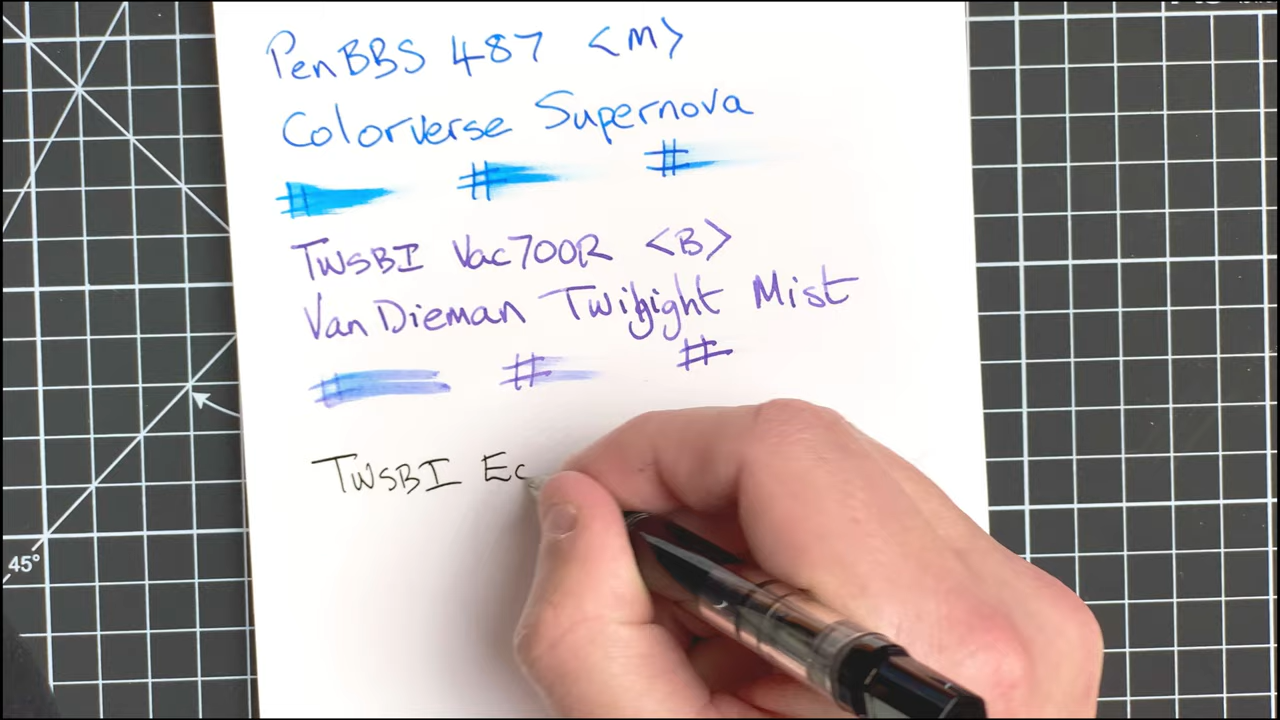 PenBBS 487 <M>
Colorverse Supernova
# # #
TWSBI Vac700R <B>
Van Dieman Twilight Mist
# # #
TWSBI Ec
45°